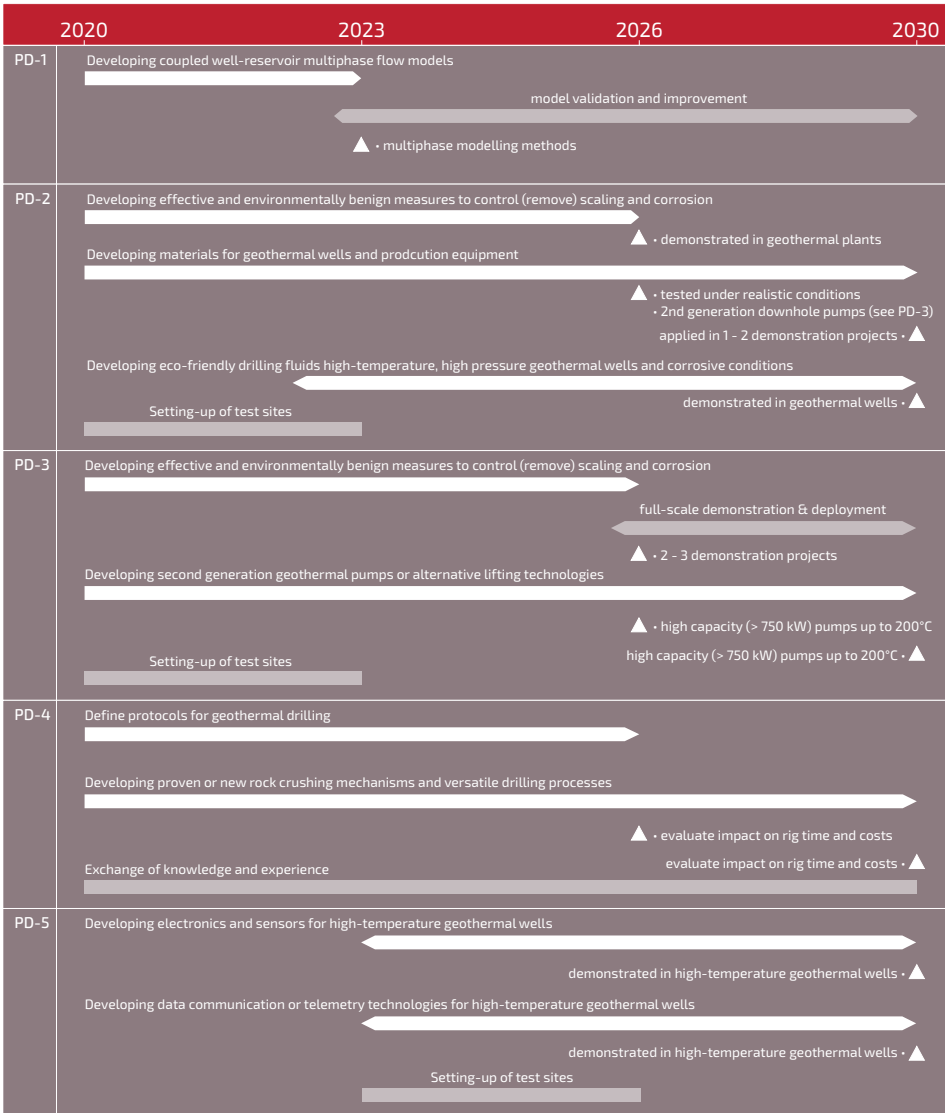 2020 2023 2026 2030
PD-1 Developing coupled well-reservoir multiphase flow models
model validation and improvement
• multiphase modelling methods
PD-2 Developing effective and environmentally benign measures to control (remove) scaling and corrosion
• demonstrated in geothermal plants
Developing materials for geothermal wells and prodcution equipment
• tested under realistic conditions
• 2nd generation downhole pumps (see PD-3)
applied in 1 - 2 demonstration projects •
Developing eco-friendly drilling fluids high-temperature, high pressure geothermal wells and corrosive conditions
demonstrated in geothermal wells •
Setting-up of test sites
PD-3 Developing effective and environmentally benign measures to control (remove) scaling and corrosion
full-scale demonstration & deployment
• 2 - 3 demonstration projects
Developing second generation geothermal pumps or alternative lifting technologies
• high capacity (> 750 kW) pumps up to 200°C
high capacity (> 750 kW) pumps up to 200°C •
Setting-up of test sites
PD-4 Define protocols for geothermal drilling
Developing proven or new rock crushing mechanisms and versatile drilling processes
• evaluate impact on rig time and costs
evaluate impact on rig time and costs •
Exchange of knowledge and experience
PD-5 Developing electronics and sensors for high-temperature geothermal wells
demonstrated in high-temperature geothermal wells •
Developing data communication or telemetry technologies for high-temperature geothermal wells
demonstrated in high-temperature geothermal wells •
Setting-up of test sites